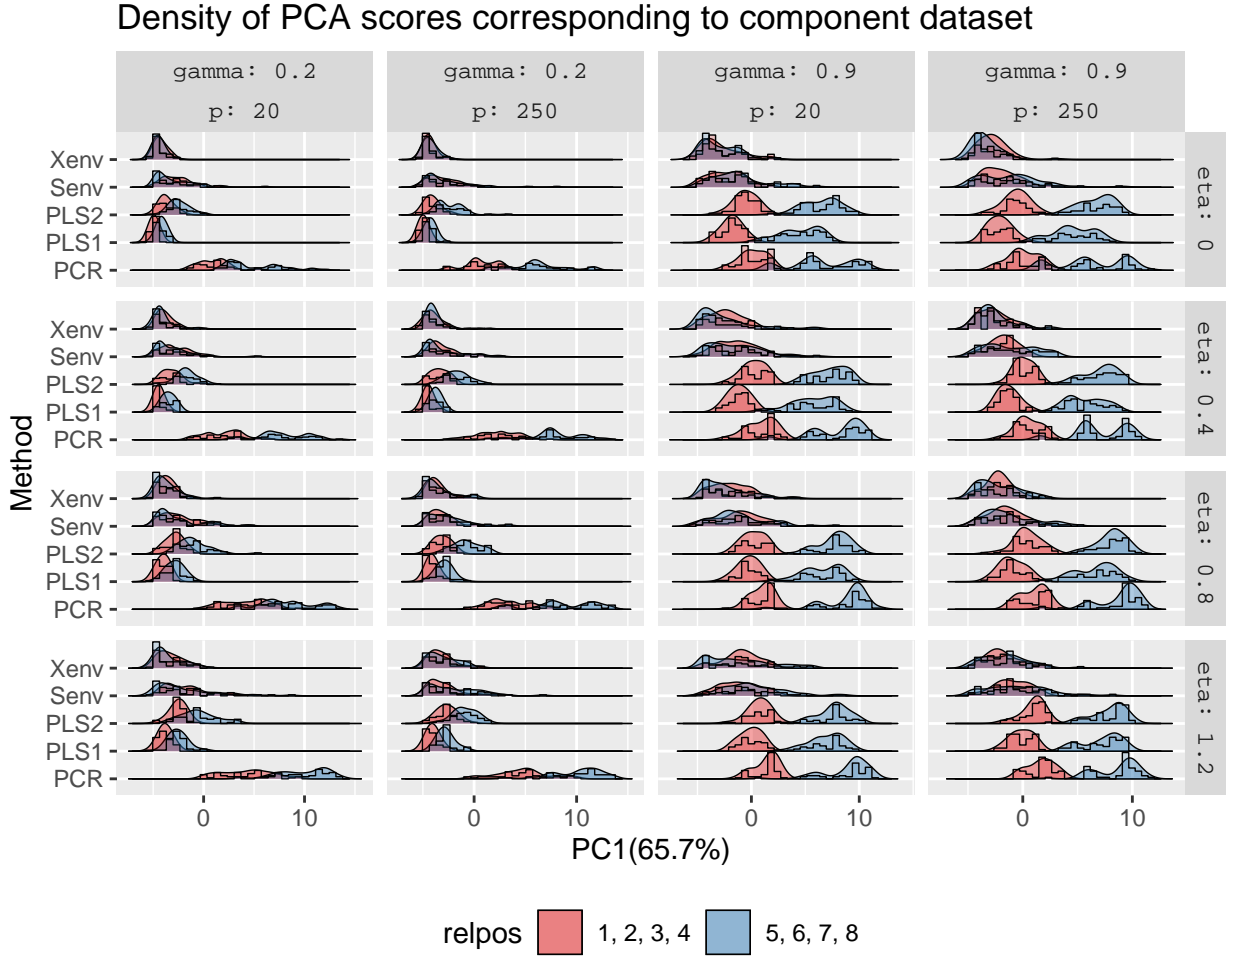 Density of PCA scores corresponding to component dataset
gamma: 0.2
gamma: 0.2
gamma: 0.9
gamma: 0.9
p: 20
p: 250
p: 20
p: 250
Method
Xenv
Senv
PLS2
PLS1
PCR
eta: 0
Xenv
Senv
PLS2
PLS1
PCR
eta: 0.4
Xenv
Senv
PLS2
PLS1
PCR
eta: 0.8
Xenv
Senv
PLS2
PLS1
PCR
eta: 1.2
0 10 0 10 0 10 0 10
PC1(65.7%)
relpos 1, 2, 3, 4 5, 6, 7, 8